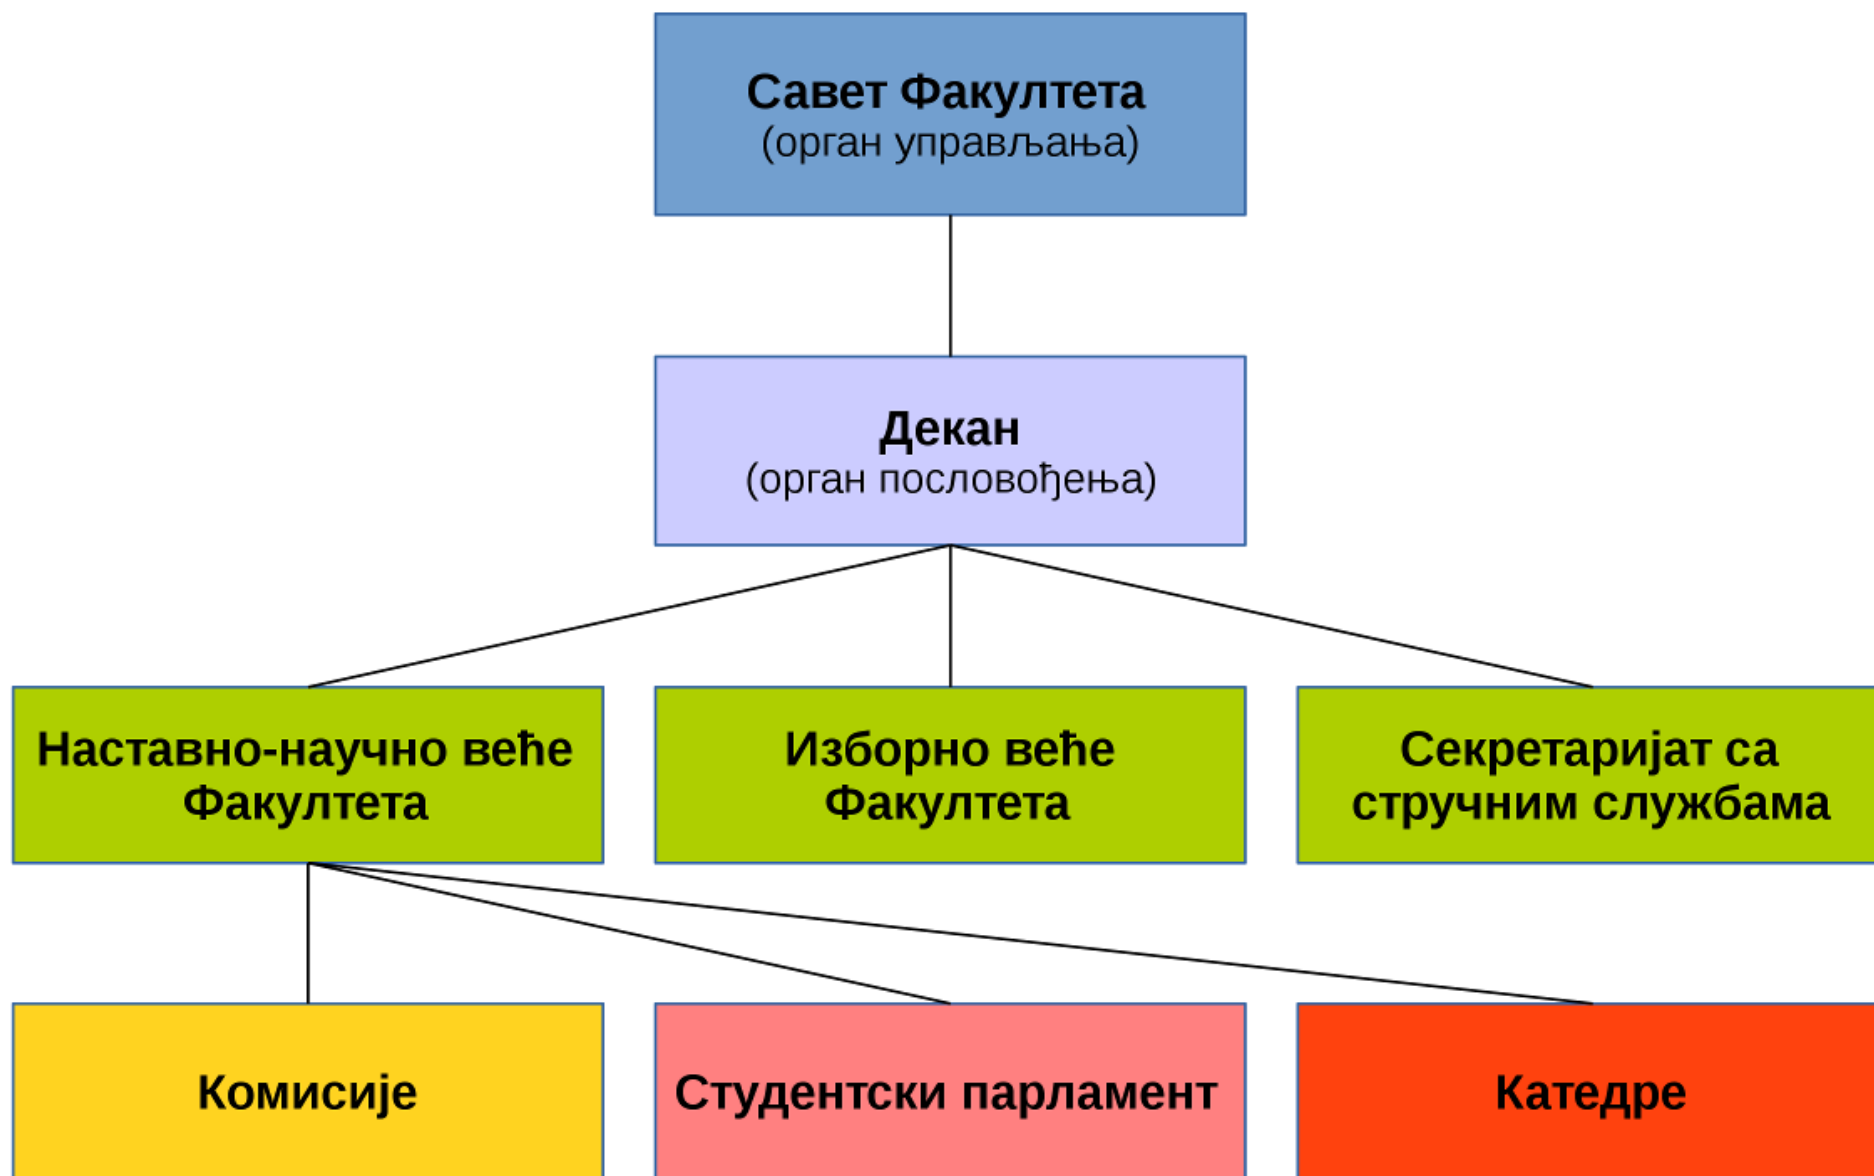 Савет Факултета
(орган управљања)
Декан
(орган пословођења)
Наставно-научно веће
Факултета
Изборно веће
Факултета
Секретаријат са
стручним службама
Комисије
Студентски парламент
Катедре